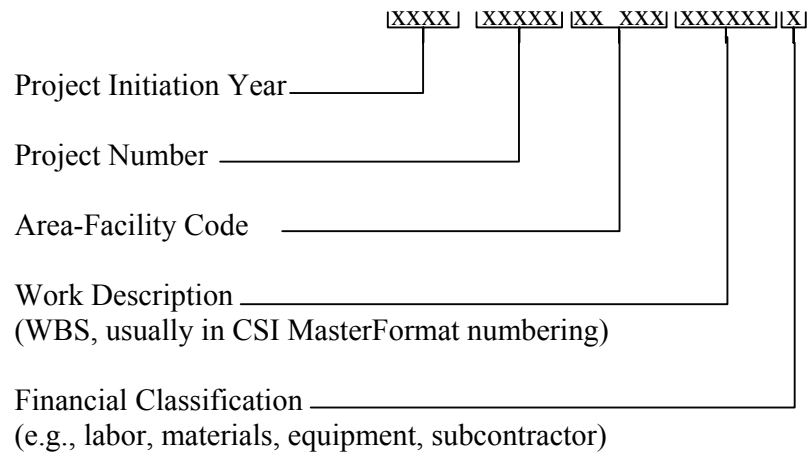 xxxx xxxxx xx xxx xxxxxx x
Project Initiation Year
Project Number
Area-Facility Code
Work Description
(WBS, usually in CSI MasterFormat numbering)
Financial Classification
(e.g., labor, materials, equipment, subcontractor)